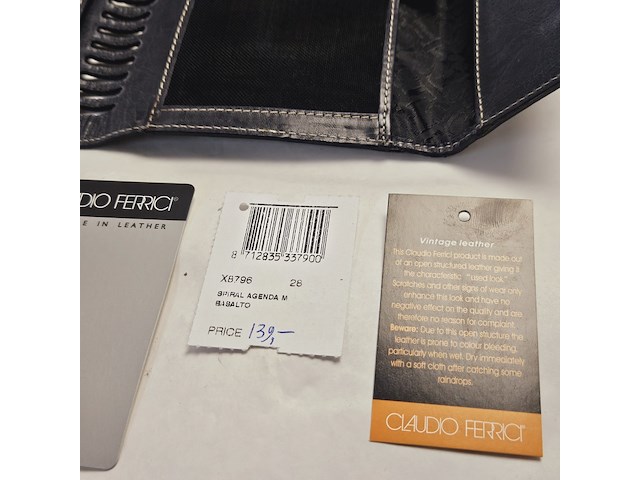 DIO FERRICI®
E IN LEATHER
8 712835 337900
X8796 26
SPIRAL AGENDA M
BASALTO
PRICE 139,-
Vintage leather
This Claudio Ferrici product is made out
of an open structured leather giving it
the characteristic "used look".
Scratches and other signs of wear only
enhance this look and have no
negative effect on the quality and are
therefore no reason for complaint.
Beware: Due to this open structure the
leather is prone to colour bleeding,
particularly when wet. Dry immediately
with a soft cloth after catching some
raindrops.
CLAUDIO FERRICI®